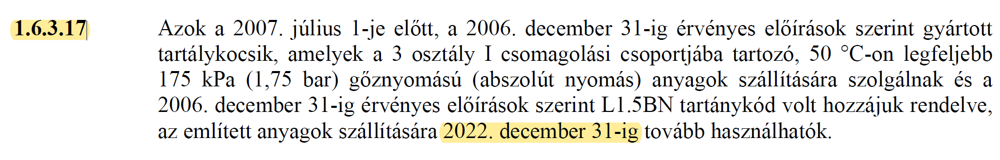 1.6.3.17 Azok a 2007. július 1-je előtt, a 2006. december 31-ig érvényes előírások szerint gyártott
tartálykocsik, amelyek a 3 osztály I csomagolási csoportjába tartozó, 50 °C-on legfeljebb
175 kPa (1,75 bar) gőznyomású (abszolút nyomás) anyagok szállítására szolgálnak és a
2006. december 31-ig érvényes előírások szerint L1.5BN tartánykód volt hozzájuk rendelve,
az említett anyagok szállítására 2022. december 31-ig tovább használhatók.